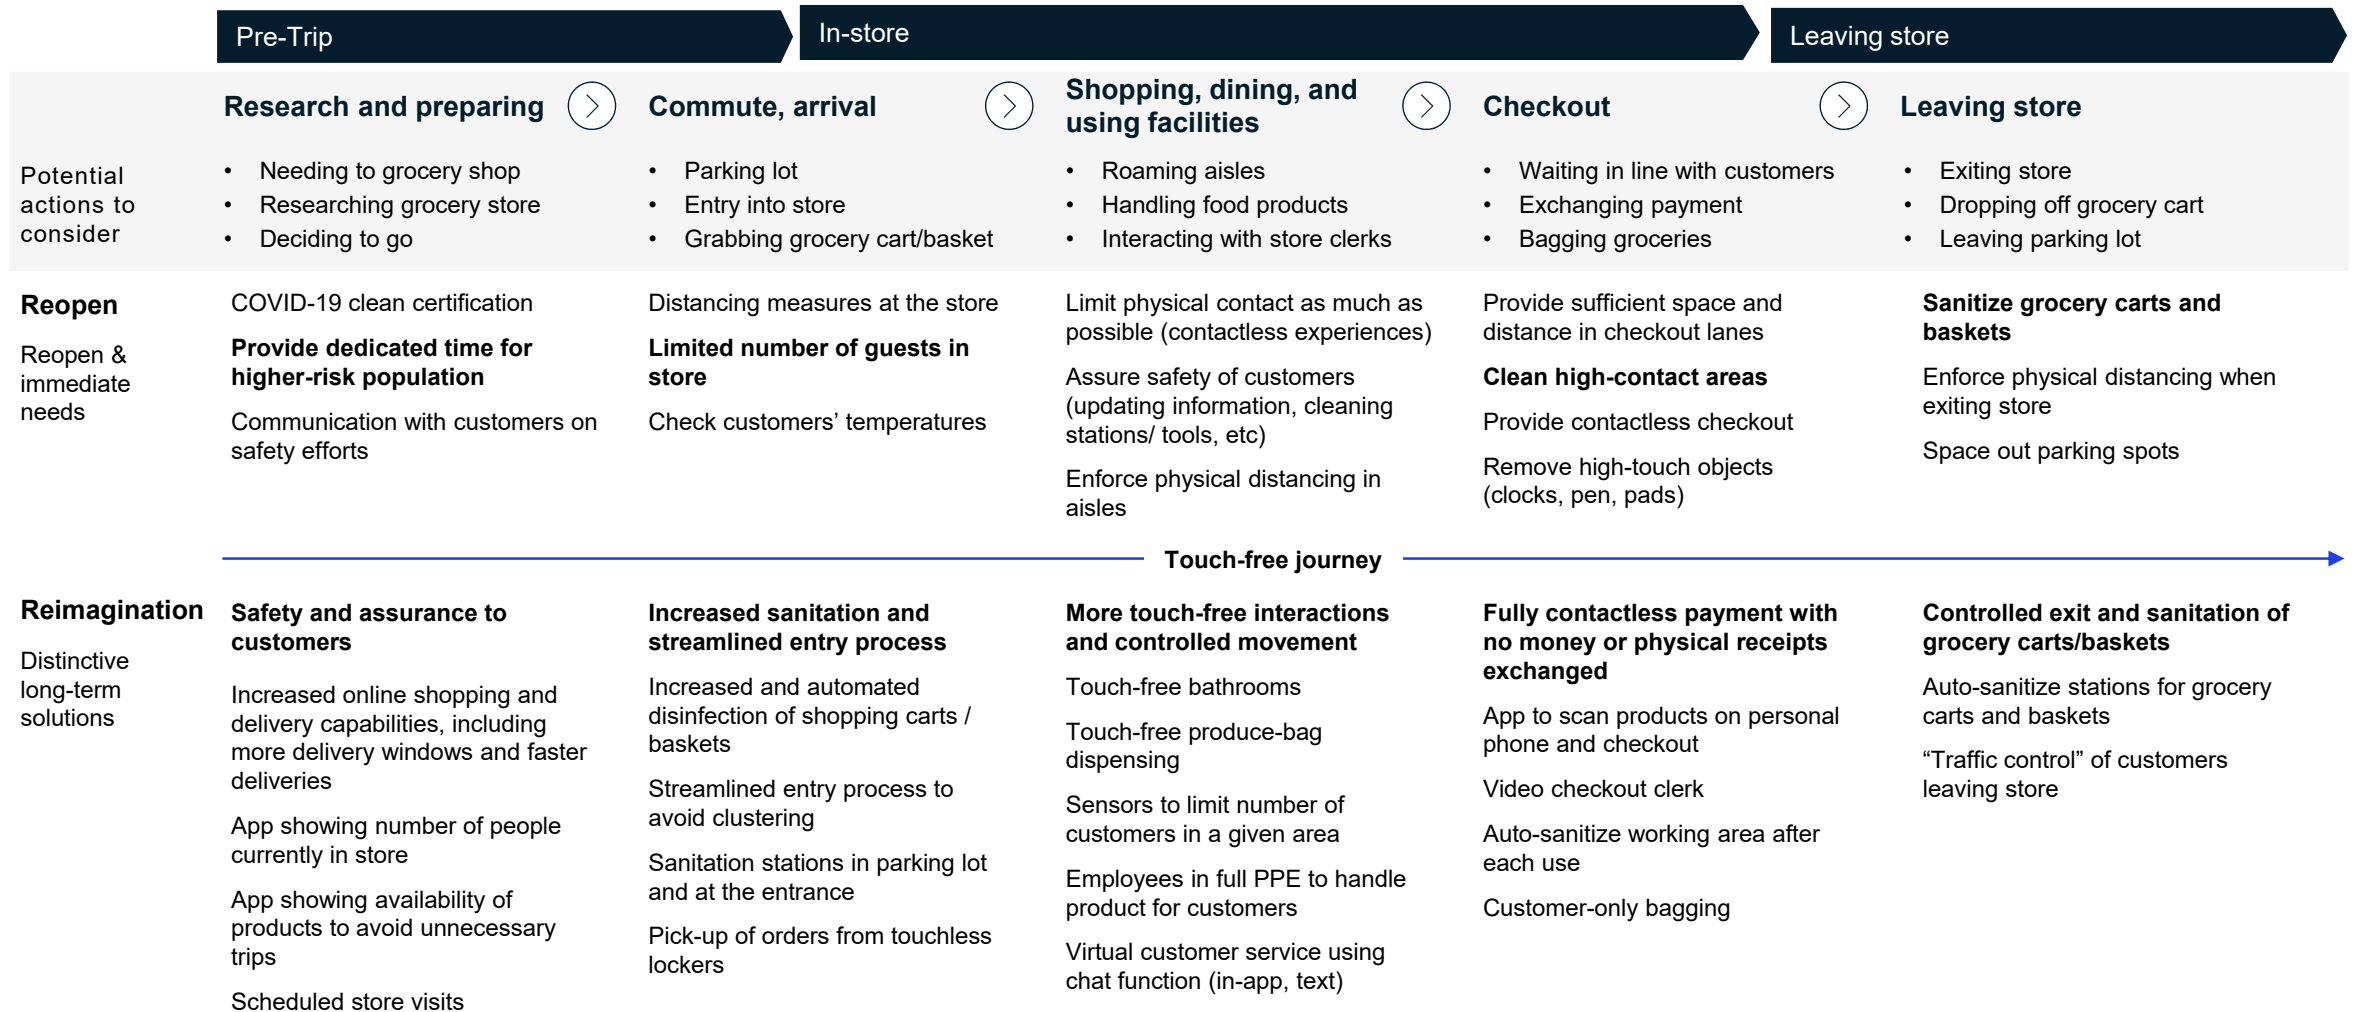 Pre-Trip
In-store
Leaving store
Research and preparing
Commute, arrival
Shopping, dining, and
using facilities
Checkout
Leaving store
Potential
actions to
consider
• Needing to grocery shop
• Researching grocery store
• Deciding to go
• Parking lot
• Entry into store
• Grabbing grocery cart/basket
• Roaming aisles
• Handling food products
• Interacting with store clerks
• Waiting in line with customers
• Exchanging payment
• Bagging groceries
• Exiting store
• Dropping off grocery cart
• Leaving parking lot
Reopen
Reopen &
immediate
needs
COVID-19 clean certification
Provide dedicated time for
higher-risk population
Communication with customers on
safety efforts
Distancing measures at the store
Limited number of guests in
store
Check customers’ temperatures
Limit physical contact as much as
possible (contactless experiences)
Assure safety of customers
(updating information, cleaning
stations/ tools, etc)
Enforce physical distancing in
aisles
Provide sufficient space and
distance in checkout lanes
Clean high-contact areas
Provide contactless checkout
Remove high-touch objects
(clocks, pen, pads)
Sanitize grocery carts and
baskets
Enforce physical distancing when
exiting store
Space out parking spots
Touch-free journey
Reimagination
Distinctive
long-term
solutions
Safety and assurance to
customers
Increased online shopping and
delivery capabilities, including
more delivery windows and faster
deliveries
App showing number of people
currently in store
App showing availability of
products to avoid unnecessary
trips
Scheduled store visits
Increased sanitation and
streamlined entry process
Increased and automated
disinfection of shopping carts /
baskets
Streamlined entry process to
avoid clustering
Sanitation stations in parking lot
and at the entrance
Pick-up of orders from touchless
lockers
More touch-free interactions
and controlled movement
Touch-free bathrooms
Touch-free produce-bag
dispensing
Sensors to limit number of
customers in a given area
Employees in full PPE to handle
product for customers
Virtual customer service using
chat function (in-app, text)
Fully contactless payment with
no money or physical receipts
exchanged
App to scan products on personal
phone and checkout
Video checkout clerk
Auto-sanitize working area after
each use
Customer-only bagging
Controlled exit and sanitation of
grocery carts/baskets
Auto-sanitize stations for grocery
carts and baskets
“Traffic control” of customers
leaving store